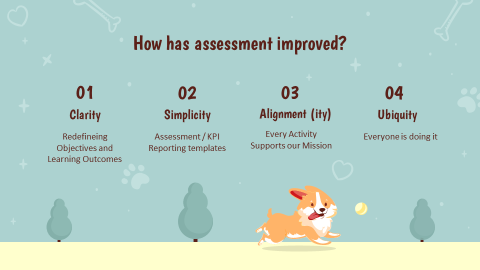 How has assessment improved?
01
Clarity
Redefineing
Objectives and
Learning Outcomes
02
Simplicity
Assessment / KPI
Reporting templates
03
Alignment (ity)
Every Activity
Supports our Mission
04
Ubiquity
Everyone is doing it